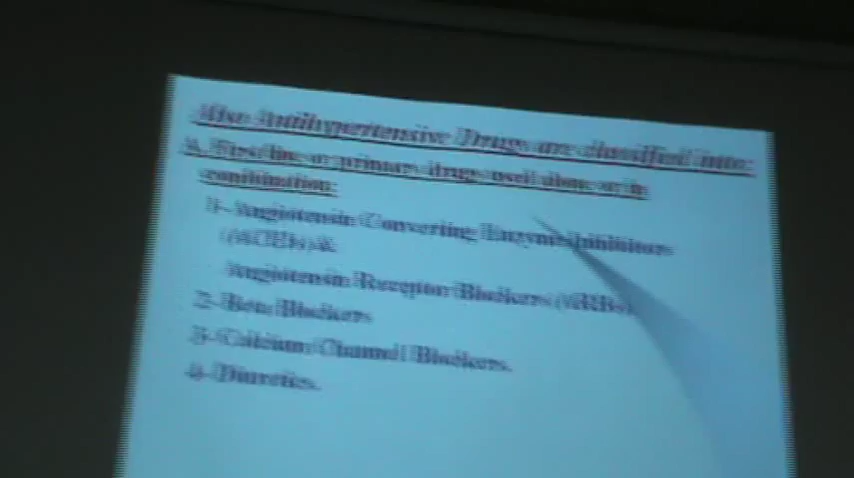 Also Antihypertensive Drugs are classified into:
A. First line or primary drugs used alone or in
combination:
1- Angiotensin Converting Enzyme Inhibitors
(ACEIs) &
Angiotensin Receptor Blockers (ARBs).
2- Beta Blockers
3- Calcium Channel Blockers.
4- Diuretics.